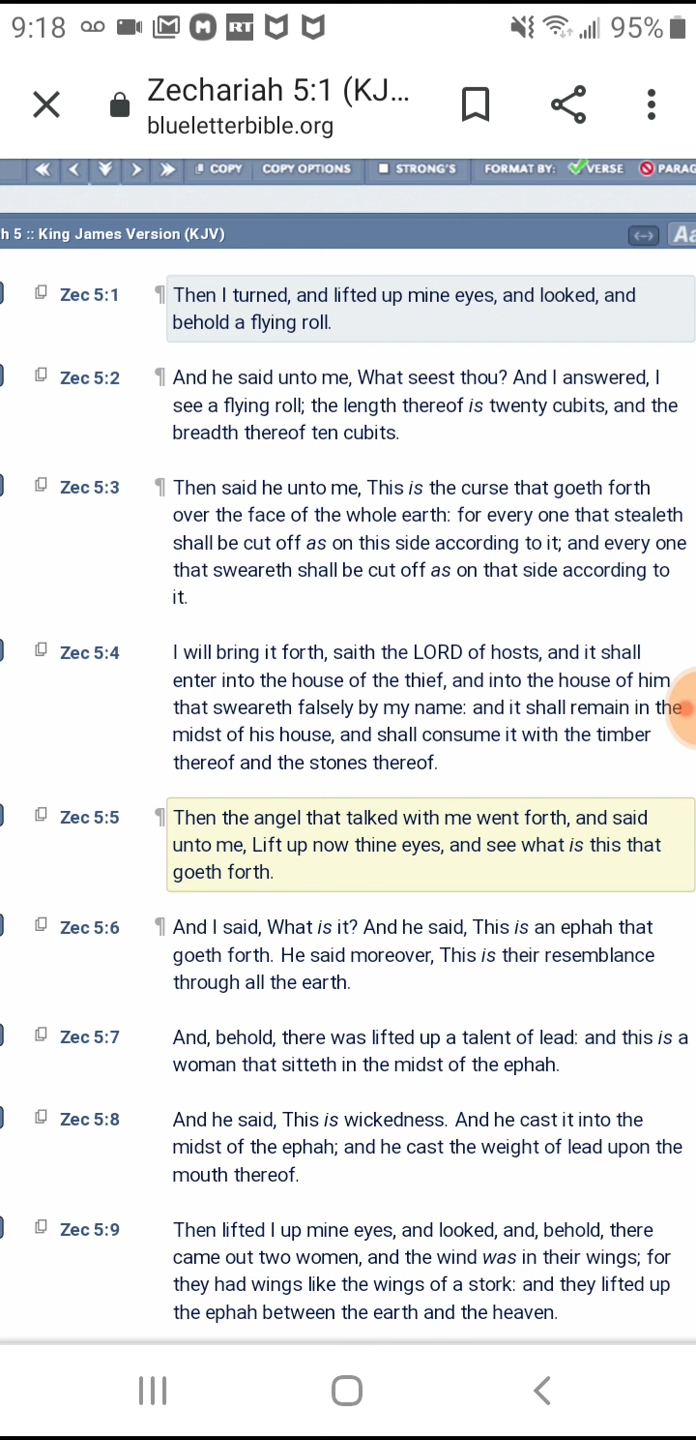 9:18 RT 95%
Zechariah 5:1 (KJ...
blueletterbible.org
COPY COPY OPTIONS STRONG'S FORMAT BY: VERSE PARAG
h 5 :: King James Version (KJV) Aa
Zec 5:1 ¶ Then I turned, and lifted up mine eyes, and looked, and
behold a flying roll.
Zec 5:2 ¶ And he said unto me, What seest thou? And I answered, I
see a flying roll; the length thereof is twenty cubits, and the
breadth thereof ten cubits.
Zec 5:3 ¶ Then said he unto me, This is the curse that goeth forth
over the face of the whole earth: for every one that stealeth
shall be cut off as on this side according to it; and every one
that sweareth shall be cut off as on that side according to
it.
Zec 5:4 I will bring it forth, saith the LORD of hosts, and it shall
enter into the house of the thief, and into the house of him
that sweareth falsely by my name: and it shall remain in the
midst of his house, and shall consume it with the timber
thereof and the stones thereof.
Zec 5:5 ¶ Then the angel that talked with me went forth, and said
unto me, Lift up now thine eyes, and see what is this that
goeth forth.
Zec 5:6 ¶ And I said, What is it? And he said, This is an ephah that
goeth forth. He said moreover, This is their resemblance
through all the earth.
Zec 5:7 And, behold, there was lifted up a talent of lead: and this is a
woman that sitteth in the midst of the ephah.
Zec 5:8 And he said, This is wickedness. And he cast it into the
midst of the ephah; and he cast the weight of lead upon the
mouth thereof.
Zec 5:9 Then lifted I up mine eyes, and looked, and, behold, there
came out two women, and the wind was in their wings; for
they had wings like the wings of a stork: and they lifted up
the ephah between the earth and the heaven.